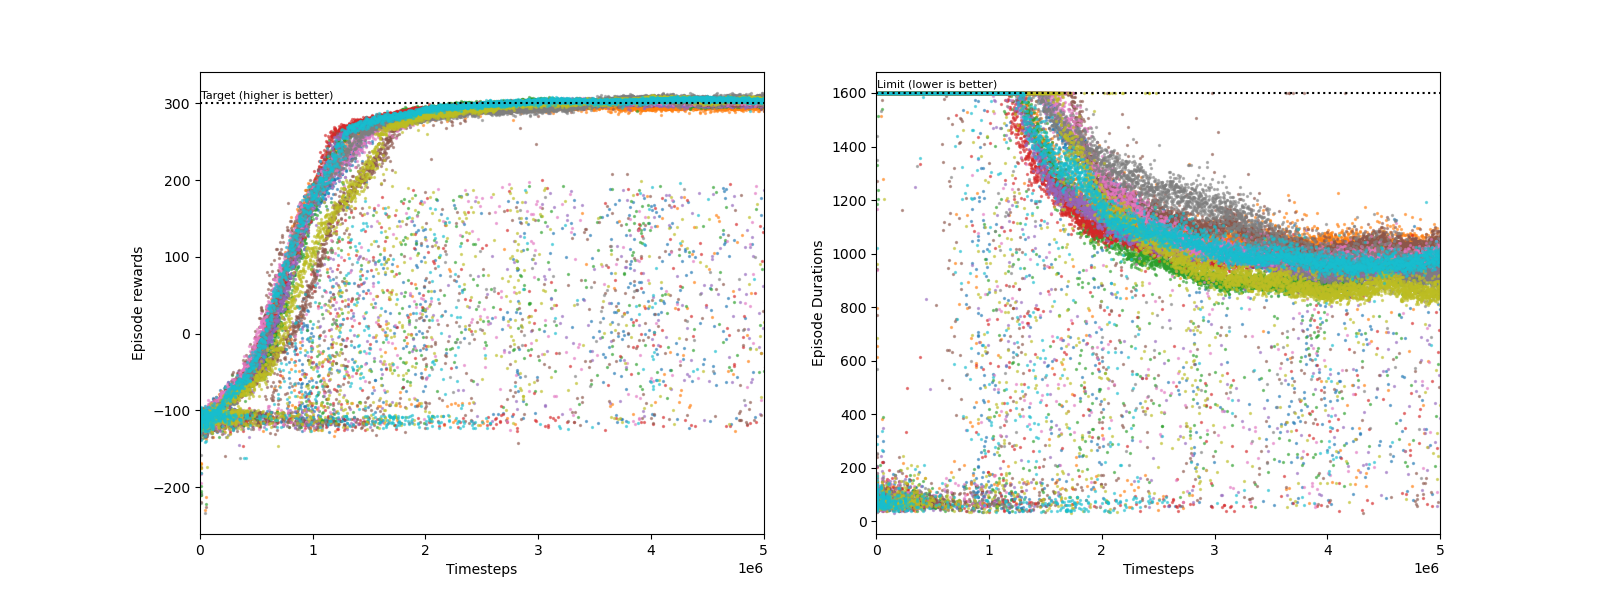 Target (higher is better)
300
200
100
0
−100
−200
Episode rewards
0 1 2 3 4 5
1e6
Timesteps
Limit (lower is better)
1600
1400
1200
1000
800
600
400
200
0
Episode Durations
0 1 2 3 4 5
1e6
Timesteps